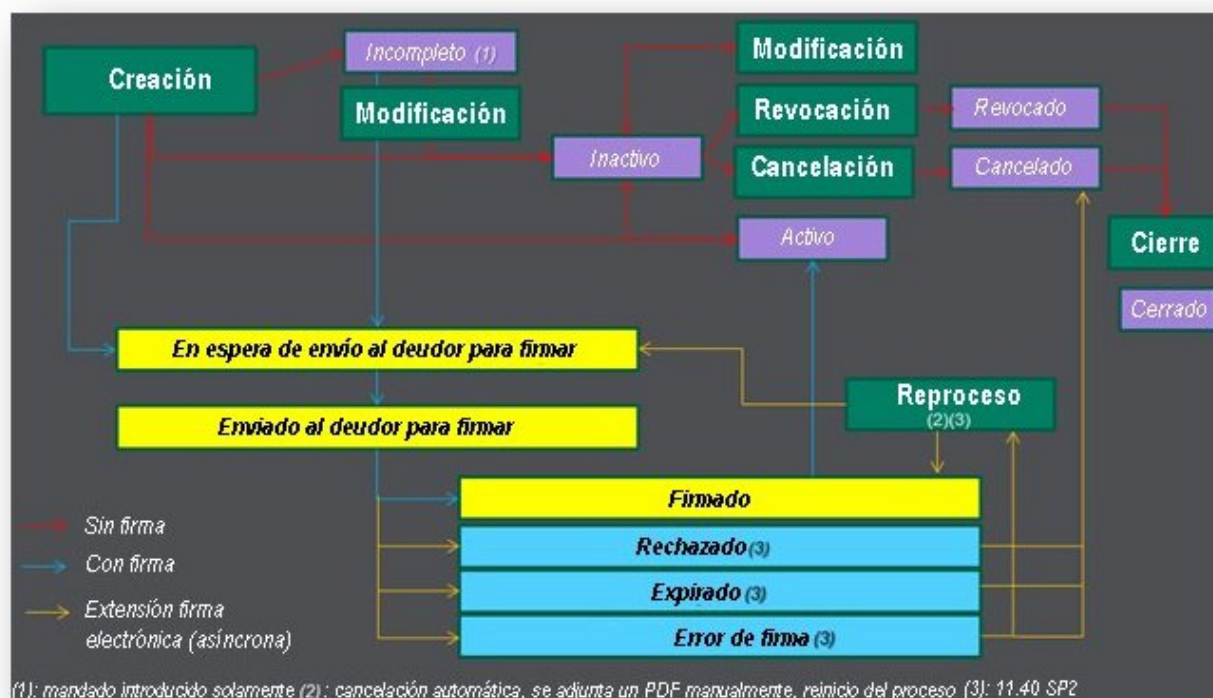 Creación
Incompleto (1)
Modificación
Modificación
Revocación
Revocado
Inactivo
Cancelación
Cancelado
Activo
Cierre
Cerrado
En espera de envío al deudor para firmar
Enviado al deudor para firmar
Reproceso
(2)(3)
Firmado
Rechazado (3)
Expirado (3)
Error de firma (3)
Sin firma
Con firma
Extensión firma
electrónica (asíncrona)
(1): mandado introducido solamente (2) : cancelación automática, se adjunta un PDF manualmente, reinicio del proceso (3): 11.40 SP2